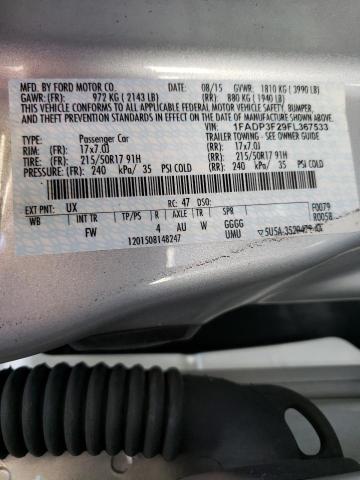 MFD. BY FORD MOTOR CO. DATE: 08/15 GVWR: 1810 KG (3990 LB)
GAWR: (FR): 972 KG (2143 LB) (RR): 880 KG (1940 LB)
THIS VEHICLE CONFORMS TO ALL APPLICABLE FEDERAL MOTOR VEHICLE SAFETY, BUMPER,
AND THEFT PREVENTION STANDARDS IN EFFECT ON THE DATE OF MANUFACTURE SHOWN ABOVE.
VIN: 1FADP3F29FL367533
TYPE: Passenger Car TRAILER TOWING - SEE OWNER GUIDE
RIM: (FR): 17x7.0J (RR): 17x7.0J
TIRE: (FR): 215/50R17 91H (RR): 215/50R17 91H
PRESSURE: (FR): 240 kPa/ 35 PSI COLD (RR): 240 kPa/ 35 PSI COLD
EXT PNT: UX RC: 47 DSO: F0079
WB INT TR TP/PS R AXLE TR SPR R0058
FW 4 AU W GGGG
UMU
1201508148247